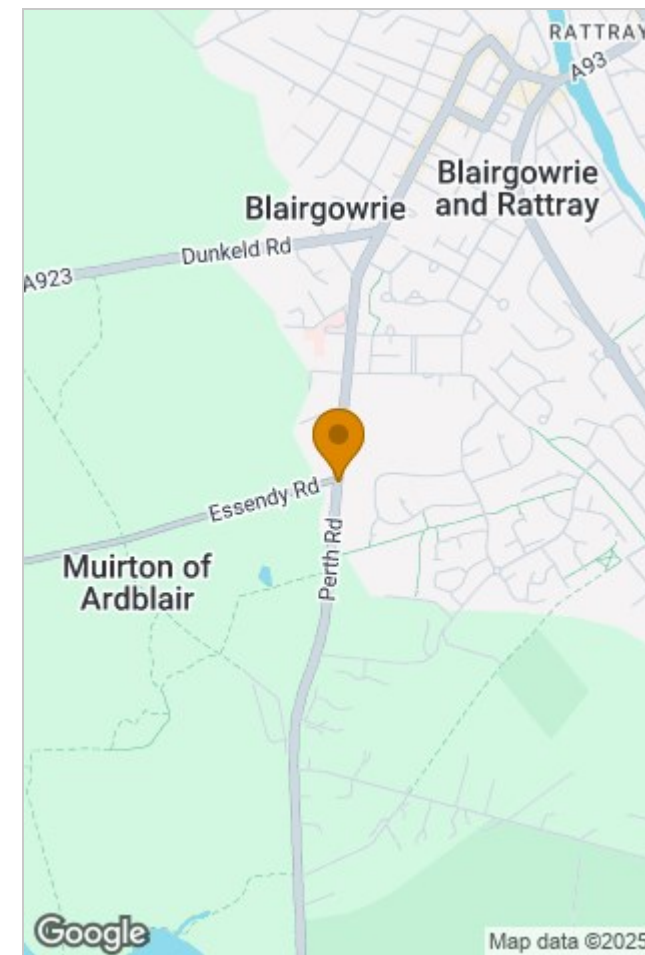 RATTRAY
A93
Blairgowrie
and Rattray
Blairgowrie
Dunkeld Rd
A923
Essendy Rd
Perth Rd
Muirton of
Ardblair
Google
Map data ©2025